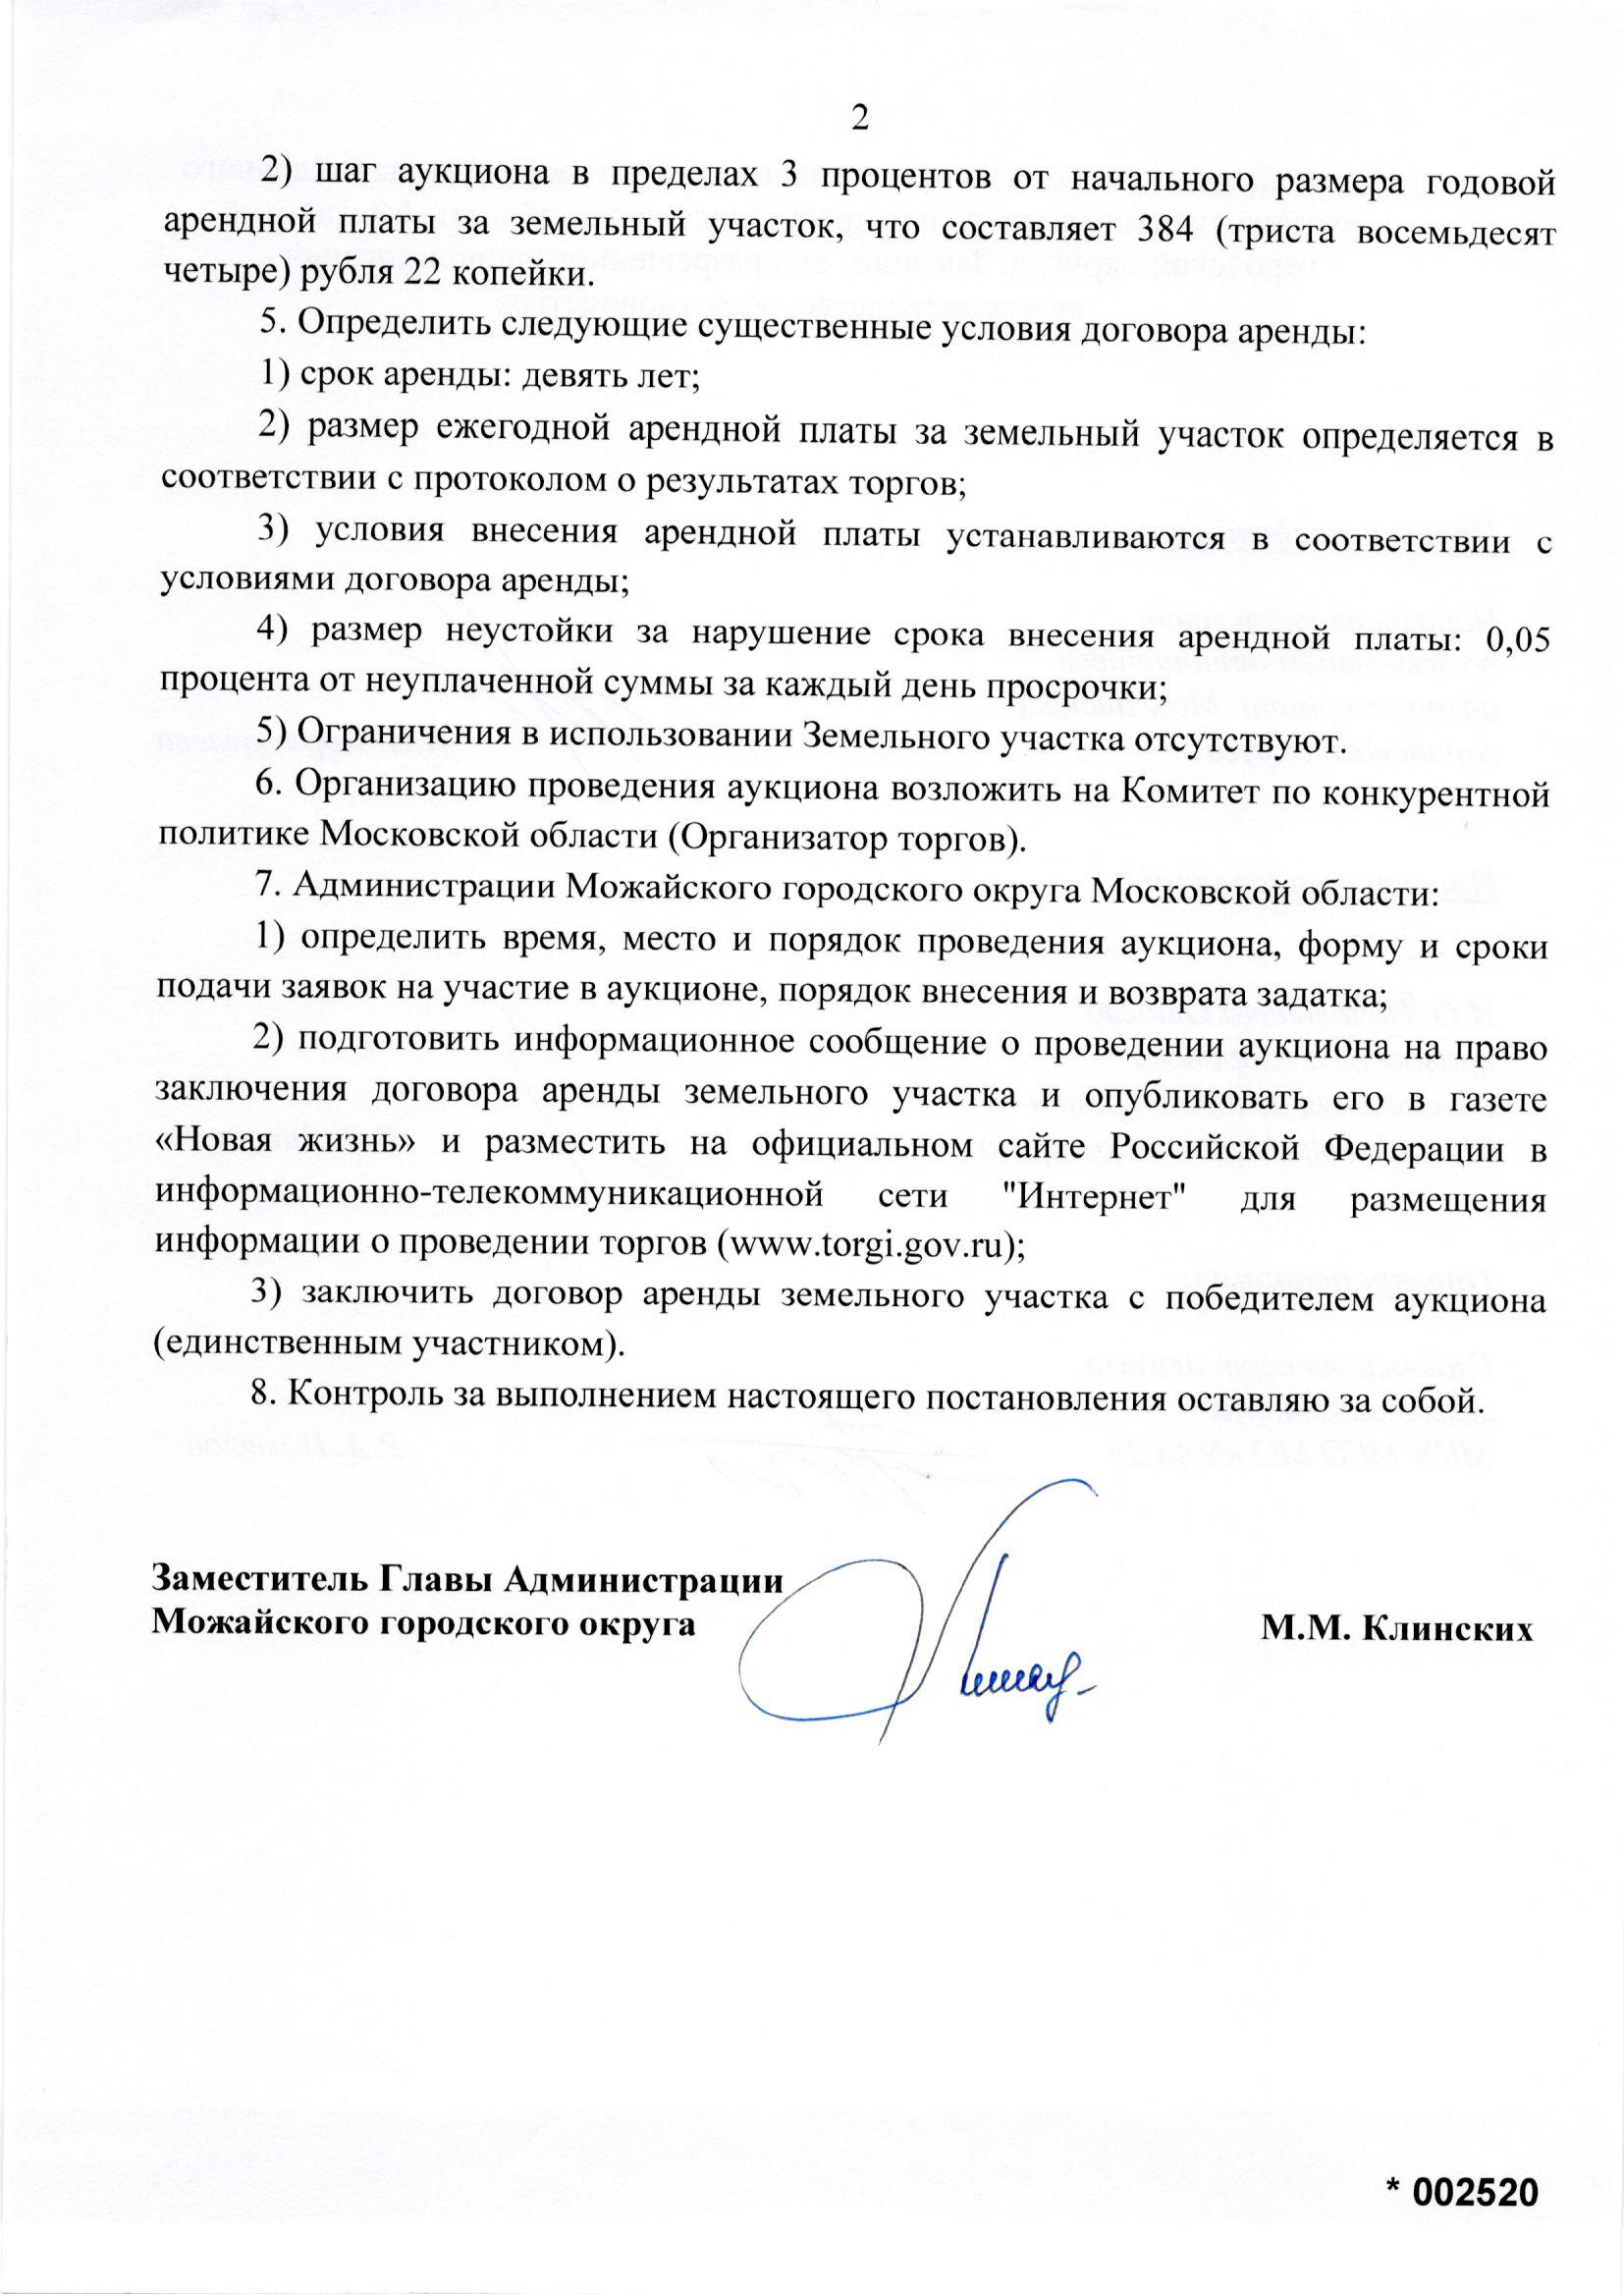 2
2) шаг аукциона в пределах 3 процентов от начального размера годовой
арендной платы за земельный участок, что составляет 384 (триста восемьдесят
четыре) рубля 22 копейки.
5. Определить следующие существенные условия договора аренды:
1) срок аренды: девять лет;
2) размер ежегодной арендной платы за земельный участок определяется в
соответствии с протоколом о результатах торгов;
3) условия внесения арендной платы устанавливаются в соответствии с
условиями договора аренды;
4) размер неустойки за нарушение срока внесения арендной платы: 0,05
процента от неуплаченной суммы за каждый день просрочки;
5) Ограничения в использовании Земельного участка отсутствуют.
6. Организацию проведения аукциона возложить на Комитет по конкурентной
политике Московской области (Организатор торгов).
7. Администрации Можайского городского округа Московской области:
1) определить время, место и порядок проведения аукциона, форму и сроки
подачи заявок на участие в аукционе, порядок внесения и возврата задатка;
2) подготовить информационное сообщение о проведении аукциона на право
заключения договора аренды земельного участка и опубликовать его в газете
«Новая жизнь» и разместить на официальном сайте Российской Федерации в
информационно-телекоммуникационной сети "Интернет" для размещения
информации о проведении торгов (www.torgi.gov.ru);
3) заключить договор аренды земельного участка с победителем аукциона
(единственным участником).
8. Контроль за выполнением настоящего постановления оставляю за собой.
Заместитель Главы Администрации
Можайского городского округа М.М. Клинских
* 002520